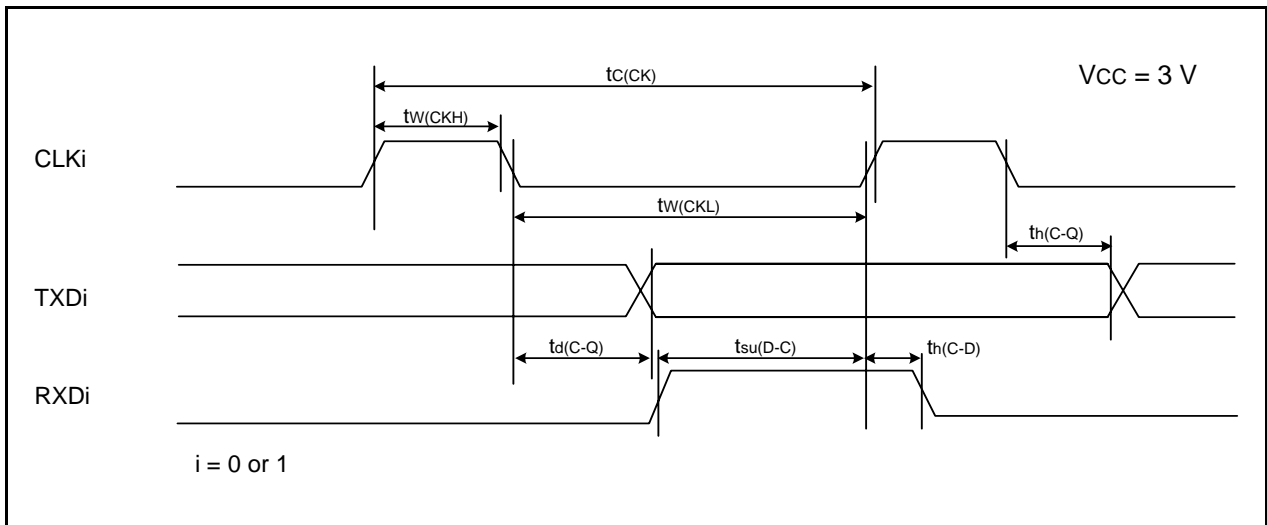 tC(CK)
VCC = 3 V
tW(CKH)
CLKi
tW(CKL)
th(C-Q)
TXDi
td(C-Q)
tsu(D-C)
th(C-D)
RXDi
i = 0 or 1